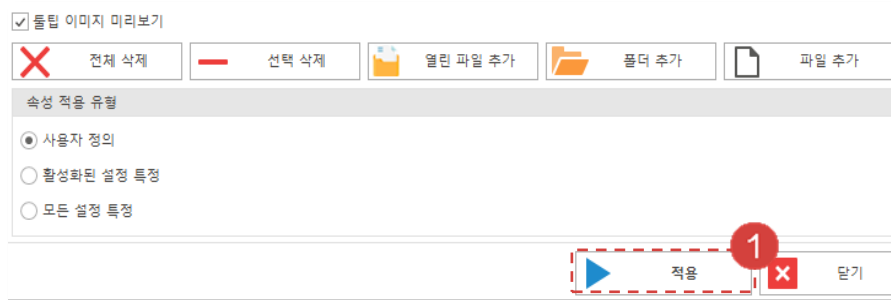 툴팁 이미지 미리보기
전체 삭제 선택 삭제 열린 파일 추가 폴더 추가 파일 추가
속성 적용 유형
사용자 정의
활성화된 설정 특정
모든 설정 특정
1
적용 닫기